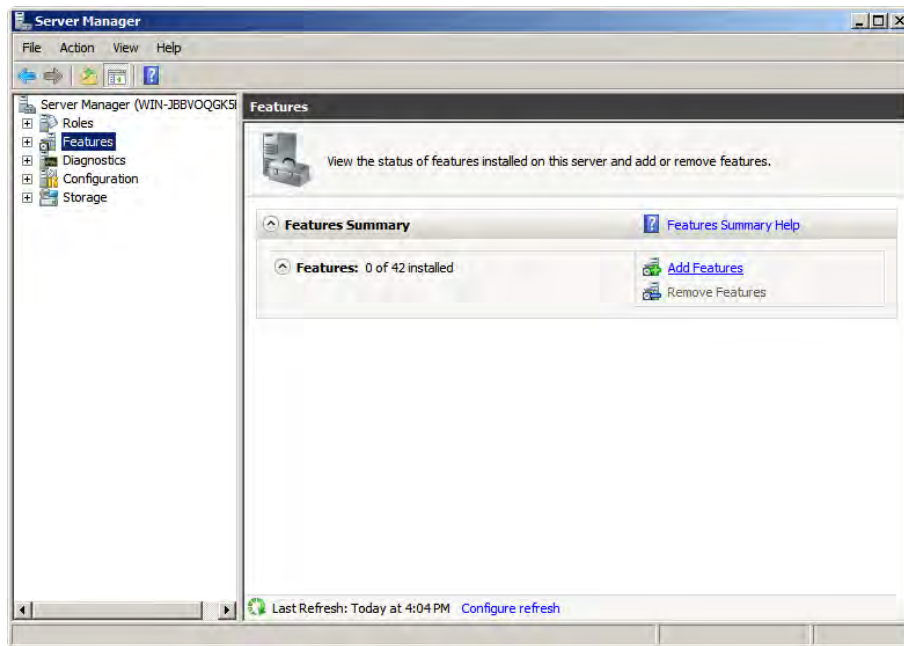 Server Manager
File Action View Help
Server Manager (WIN-JBBVOQGK5I
Roles
Features
Diagnostics
Configuration
Storage
Features
View the status of features installed on this server and add or remove features.
Features Summary
Features Summary Help
Features: 0 of 42 installed
Add Features
Remove Features
Last Refresh: Today at 4:04 PM Configure refresh